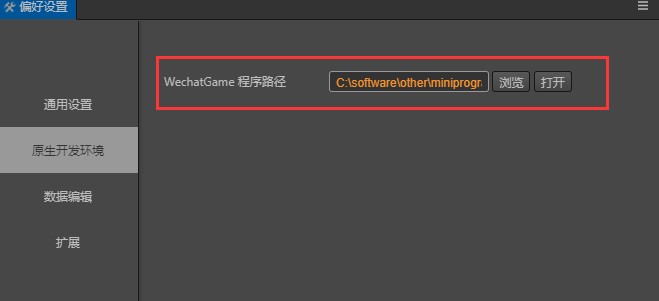 偏好设置
通用设置
原生开发环境
数据编辑
扩展
WechatGame 程序路径
C:\software\other\miniprogr
浏览
打开